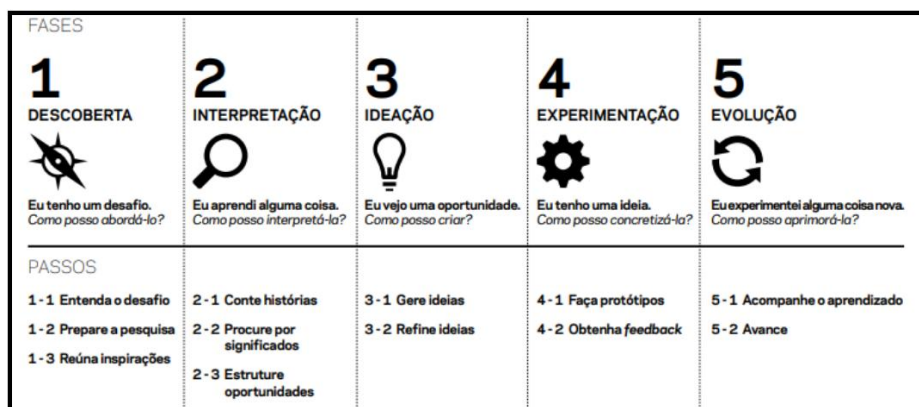 FASES
1
DESCOBERTA
Eu tenho um desafio.
Como posso abordá-lo?
2
INTERPRETAÇÃO
Eu aprendi alguma coisa.
Como posso interpretá-la?
3
IDEAÇÃO
Eu vejo uma oportunidade.
Como posso criar?
4
EXPERIMENTAÇÃO
Eu tenho uma ideia.
Como posso concretizá-la?
5
EVOLUÇÃO
Eu experimentei alguma coisa nova.
Como posso aprimorá-la?
PASSOS
1 - 1 Entenda o desafio
1 - 2 Prepare a pesquisa
1 - 3 Reúna inspirações
2 - 1 Conte histórias
2 - 2 Procure por
significados
2 - 3 Estruture
oportunidades
3 - 1 Gere ideias
3 - 2 Refine ideias
4 - 1 Faça protótipos
4 - 2 Obtenha feedback
5 - 1 Acompanhe o aprendizado
5 - 2 Avance